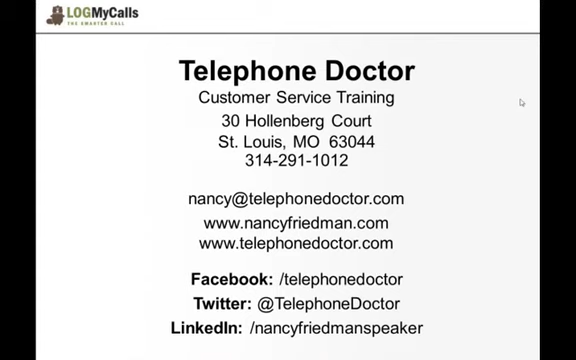 LOGMyCalls
THE SMARTER CALL
Telephone Doctor
Customer Service Training
30 Hollenberg Court
St. Louis, MO 63044
314-291-1012
nancy@telephonedoctor.com
www.nancyfriedman.com
www.telephonedoctor.com
Facebook: /telephonedoctor
Twitter: @TelephoneDoctor
LinkedIn: /nancyfriedmanspeaker